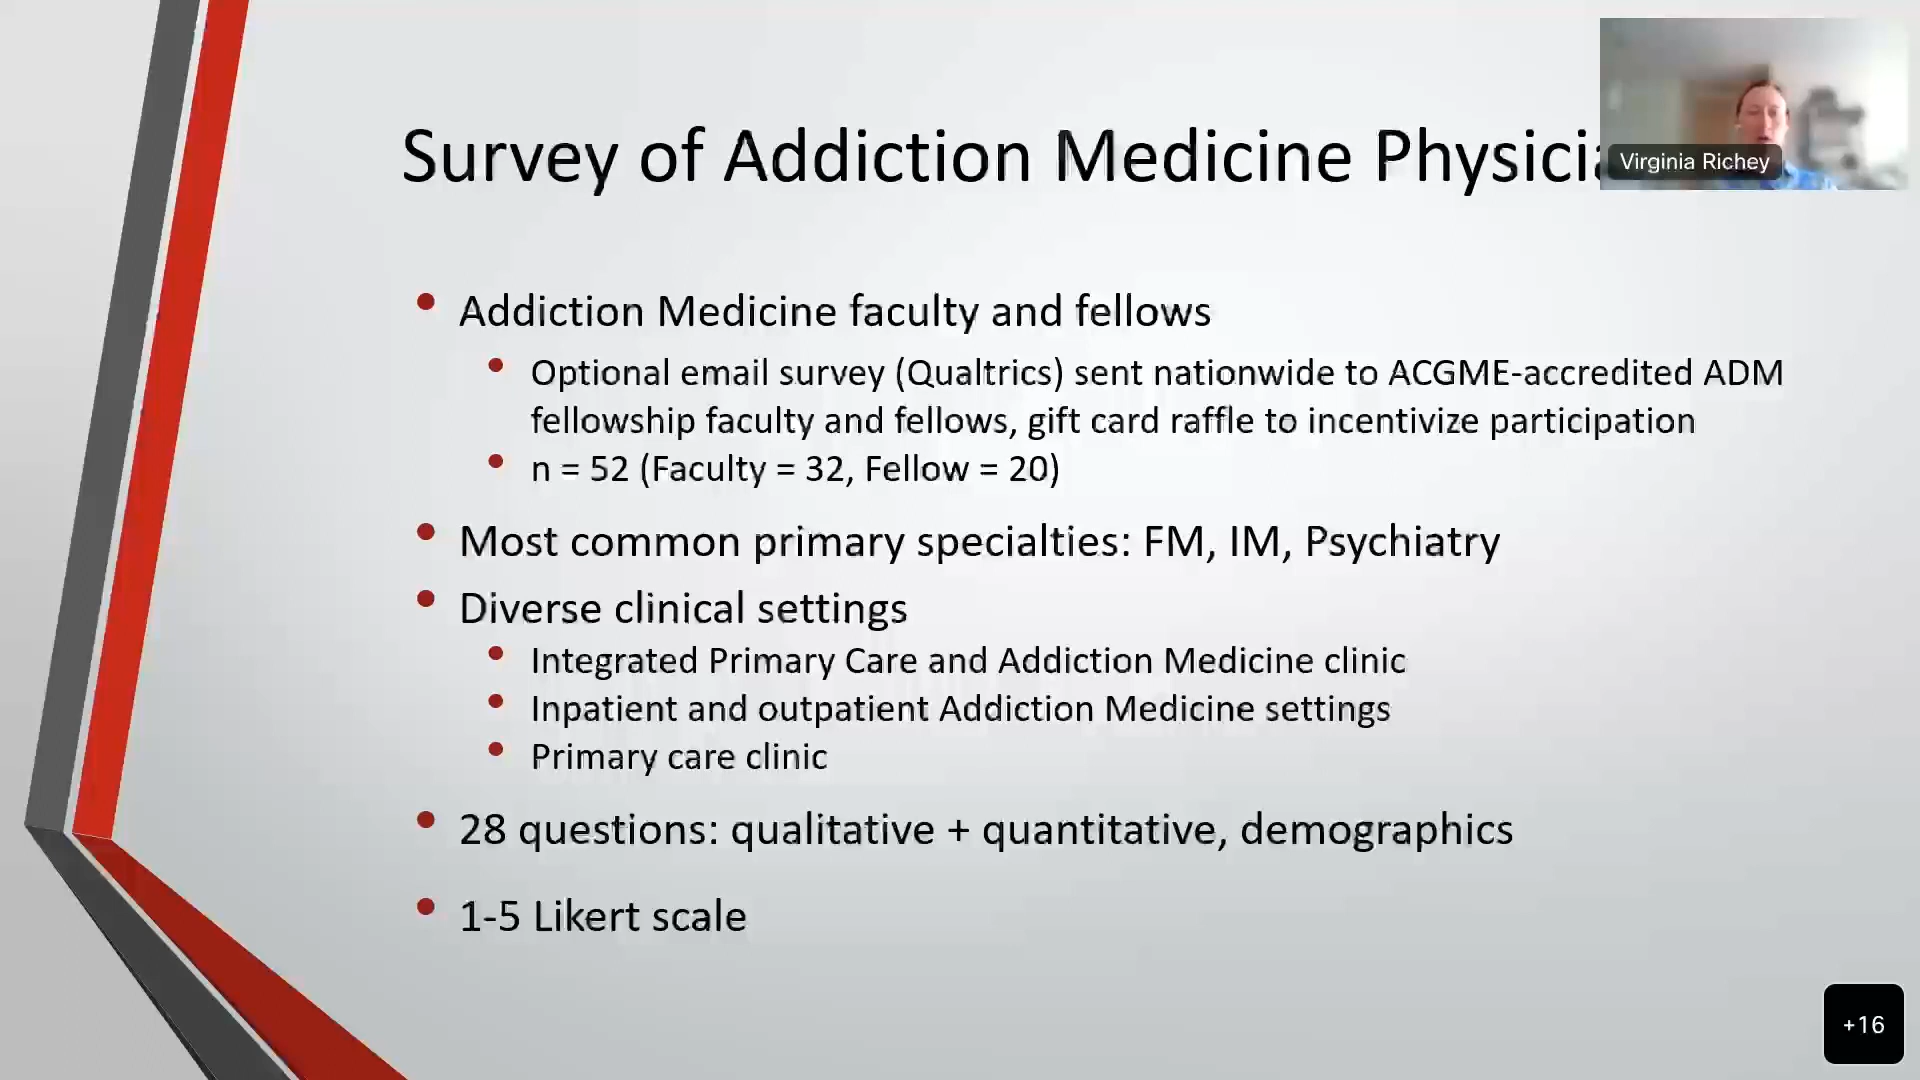 Survey of Addiction Medicine Physicia
Virginia Richey
• Addiction Medicine faculty and fellows
• Optional email survey (Qualtrics) sent nationwide to ACGME-accredited ADM
fellowship faculty and fellows, gift card raffle to incentivize participation
• n = 52 (Faculty = 32, Fellow = 20)
• Most common primary specialties: FM, IM, Psychiatry
• Diverse clinical settings
• Integrated Primary Care and Addiction Medicine clinic
• Inpatient and outpatient Addiction Medicine settings
• Primary care clinic
• 28 questions: qualitative + quantitative, demographics
• 1-5 Likert scale
+16